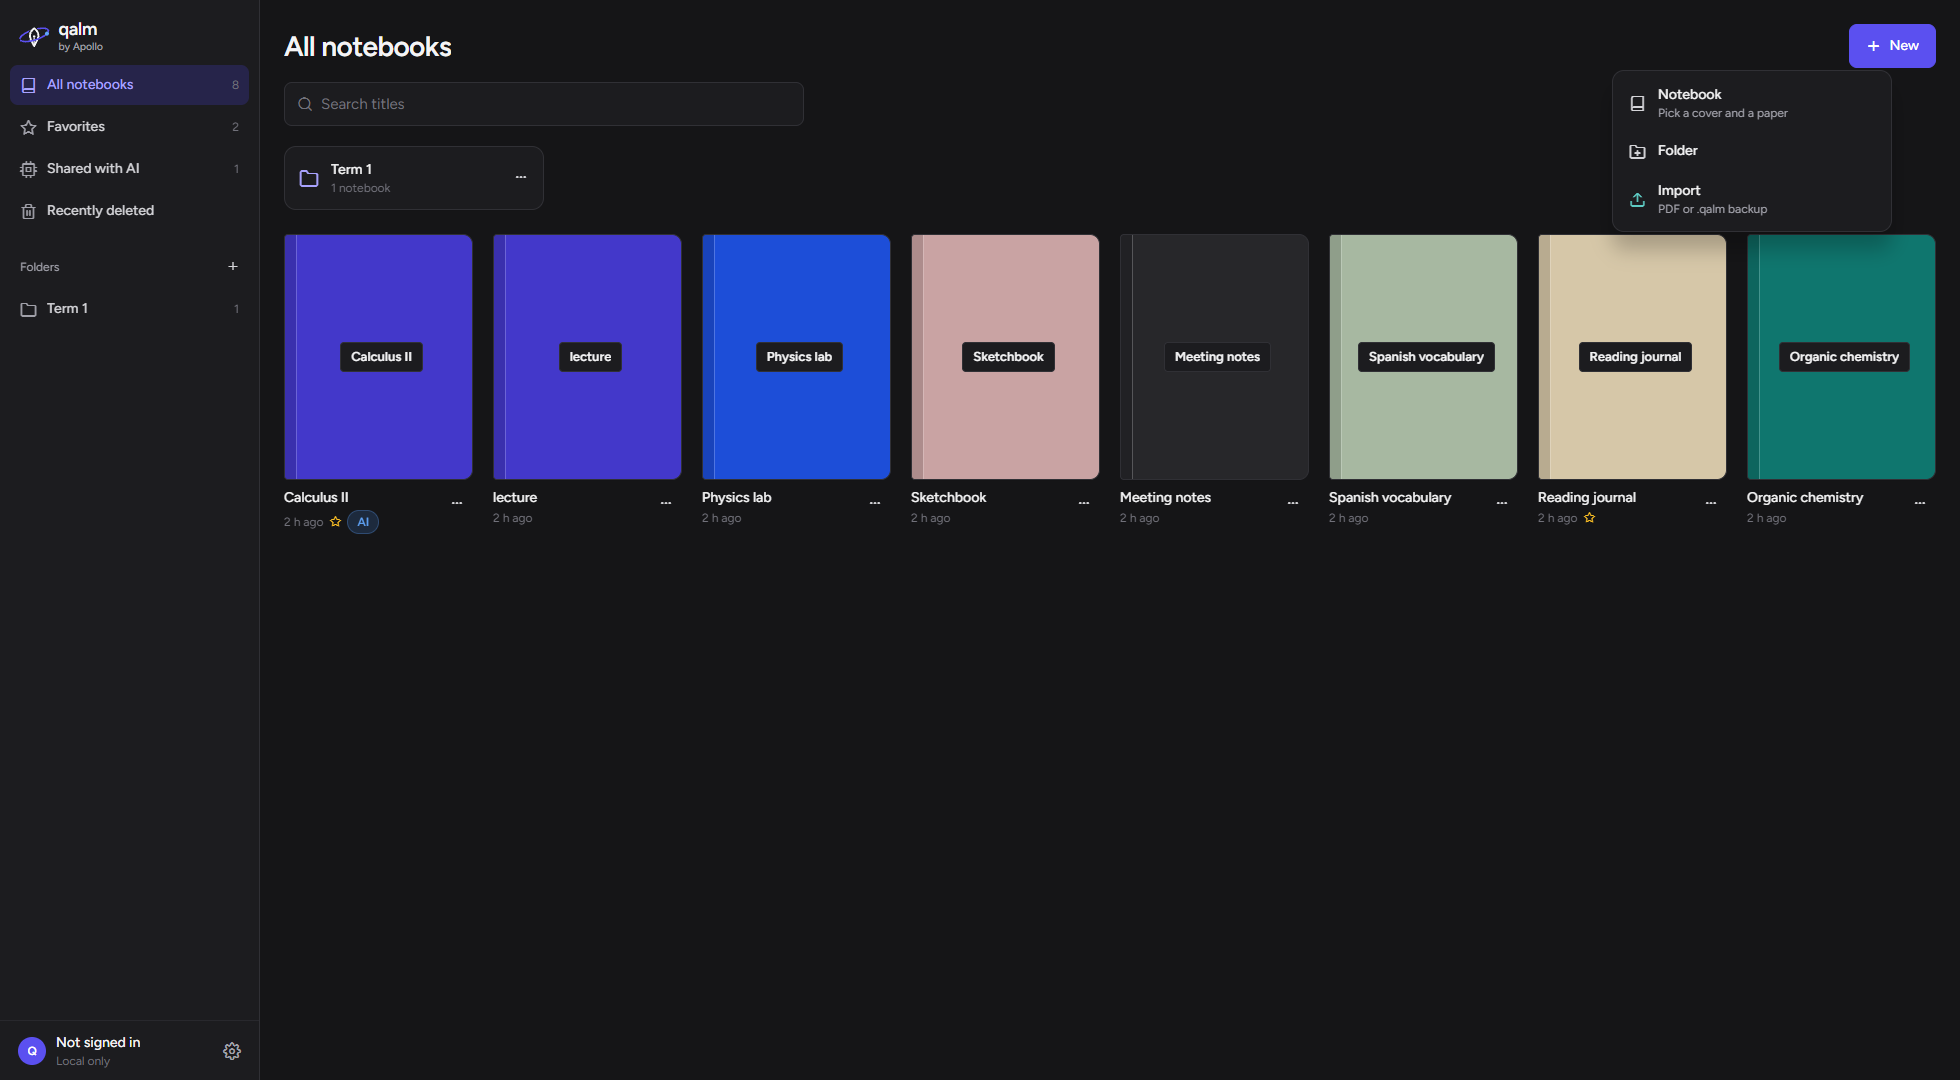 qalm
by Apollo
All notebooks 8
Favorites 2
Shared with AI 1
Recently deleted
Folders +
Term 1 1
Not signed in
Local only
Q
All notebooks
+ New
Search titles
Notebook
Pick a cover and a paper
Folder
Import
PDF or .qalm backup
Term 1 ...
1 notebook
Calculus II
lecture
Physics lab
Sketchbook
Meeting notes
Spanish vocabulary
Reading journal
Organic chemistry
Calculus II ...
2 h ago AI
lecture ...
2 h ago
Physics lab ...
2 h ago
Sketchbook ...
2 h ago
Meeting notes ...
2 h ago
Spanish vocabulary ...
2 h ago
Reading journal ...
2 h ago
Organic chemistry ...
2 h ago